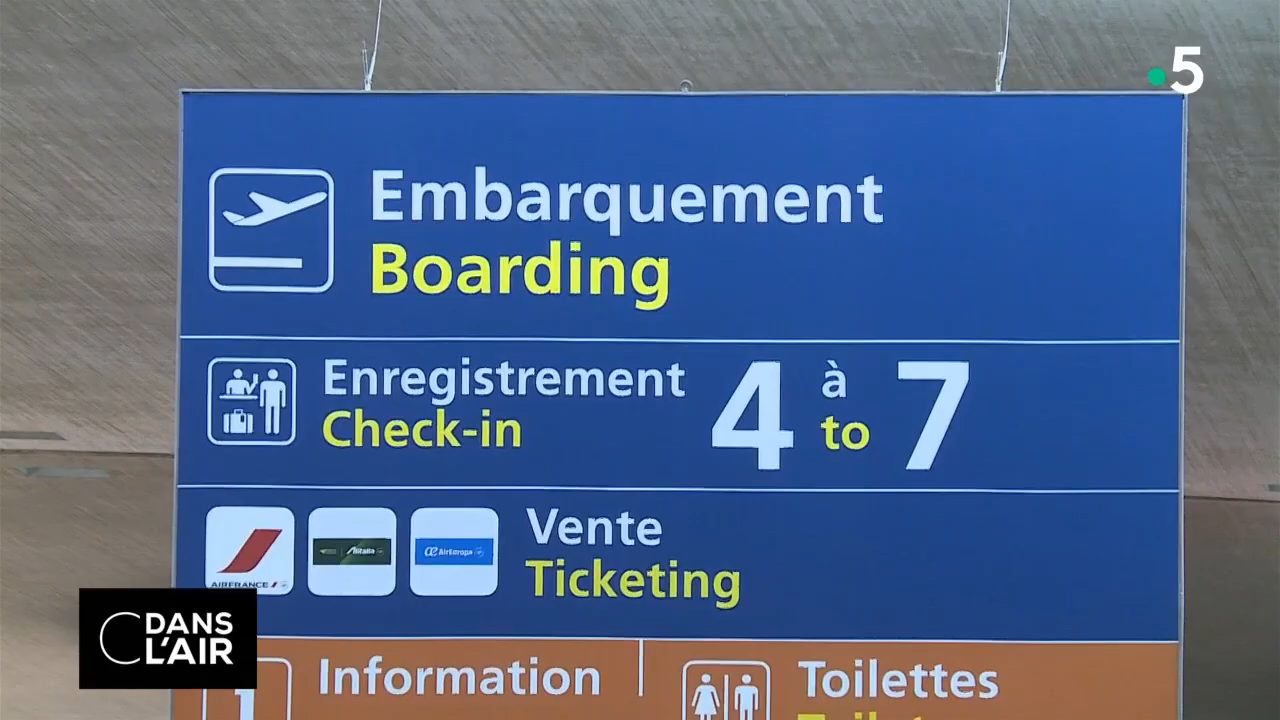 5
Embarquement
Boarding
Enregistrement
Check-in
4 à 7
to
AIRFRANCE
Alitalia
AirEuropa
Vente
Ticketing
C DANS
L'AIR
Information
Toilettes